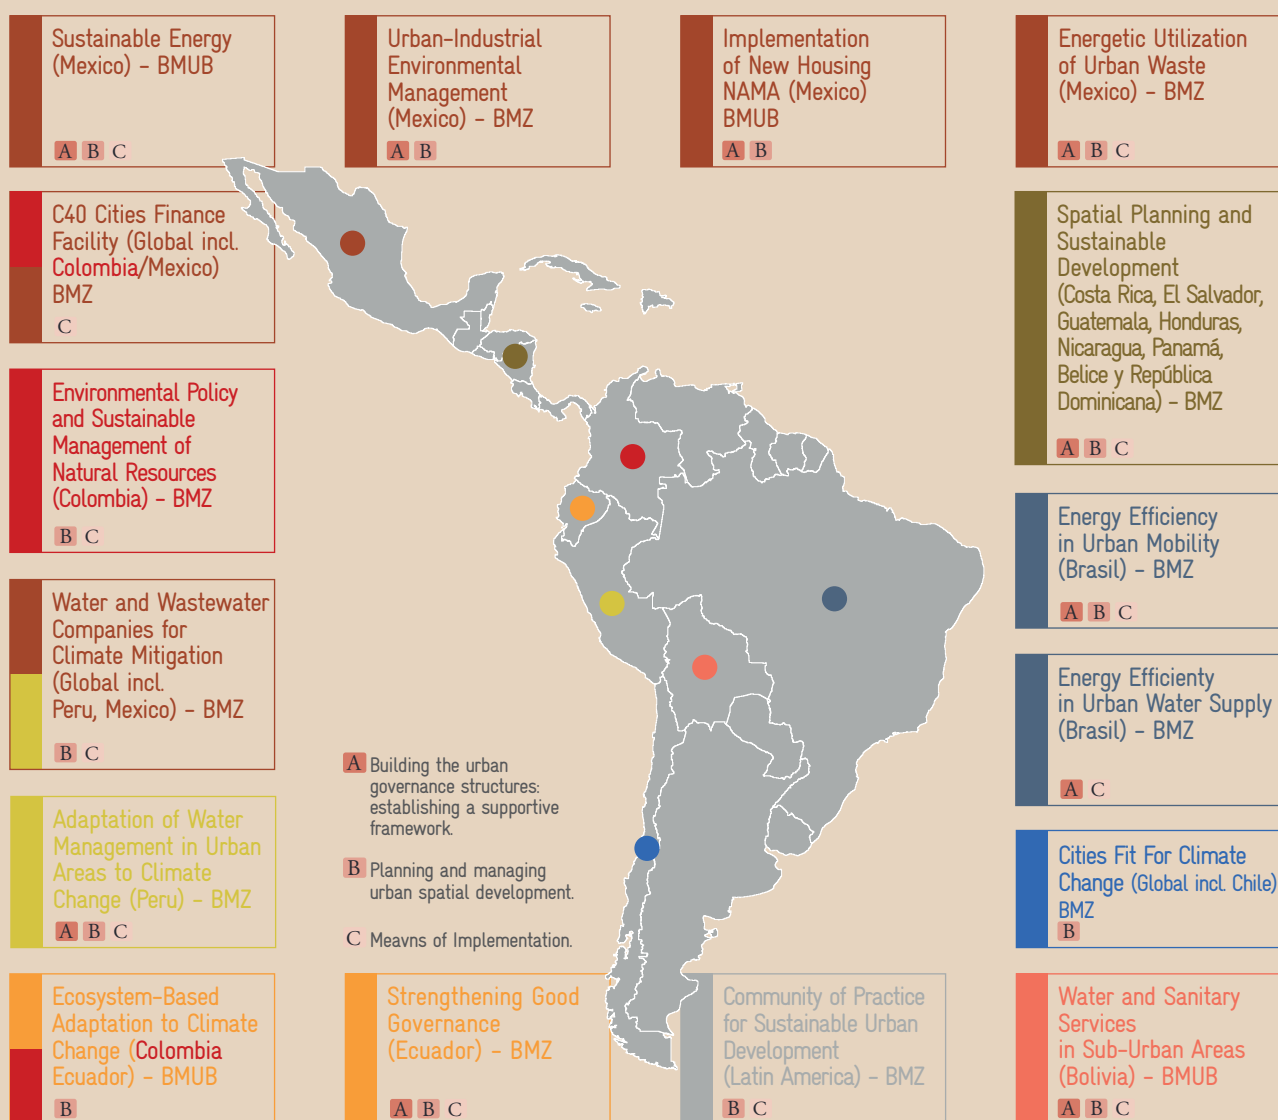 Sustainable Energy
(Mexico) – BMUB
A B C
Urban-Industrial
Environmental
Management
(Mexico) – BMZ
A B
Implementation
of New Housing
NAMA (Mexico)
BMUB
A B
Energetic Utilization
of Urban Waste
(Mexico) – BMZ
A B C
C40 Cities Finance
Facility (Global incl.
Colombia/Mexico)
BMZ
C
Spatial Planning and
Sustainable
Development
(Costa Rica, El Salvador,
Guatemala, Honduras,
Nicaragua, Panamá,
Belice y República
Dominicana) – BMZ
A B C
Environmental Policy
and Sustainable
Management of
Natural Resources
(Colombia) – BMZ
B C
Energy Efficiency
in Urban Mobility
(Brasil) – BMZ
A B C
Water and Wastewater
Companies for
Climate Mitigation
(Global incl.
Peru, Mexico) – BMZ
B C
Energy Efficienty
in Urban Water Supply
(Brasil) – BMZ
A C
A Building the urban
governance structures:
establishing a supportive
framework.
B Planning and managing
urban spatial development.
C Meavns of Implementation.
Adaptation of Water
Management in Urban
Areas to Climate
Change (Peru) – BMZ
A B C
Cities Fit For Climate
Change (Global incl. Chile)
BMZ
B
Ecosystem-Based
Adaptation to Climate
Change (Colombia
Ecuador) – BMUB
B
Strengthening Good
Governance
(Ecuador) – BMZ
A B C
Community of Practice
for Sustainable Urban
Development
(Latin America) – BMZ
B C
Water and Sanitary
Services
in Sub-Urban Areas
(Bolivia) – BMUB
A B C